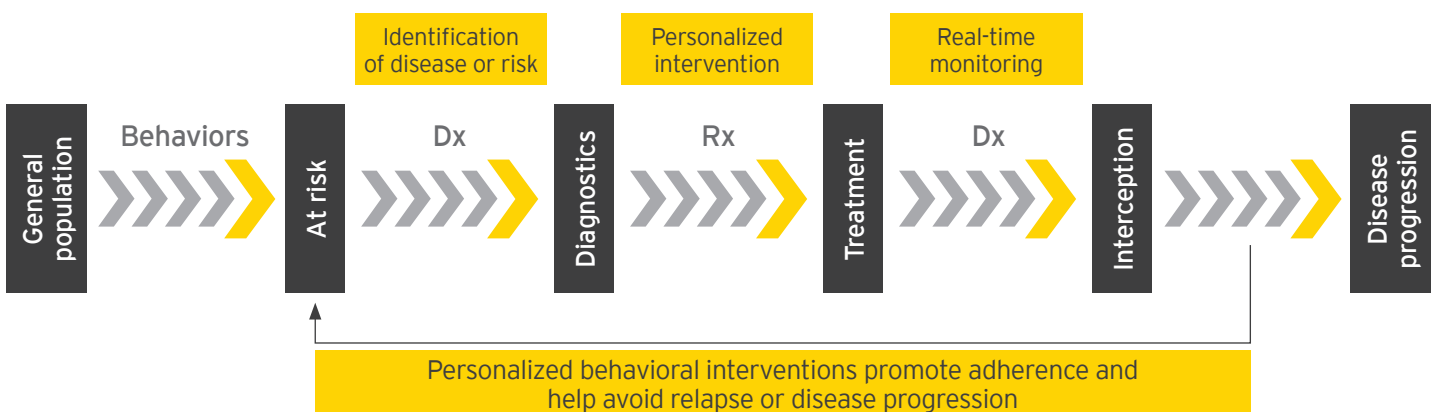 Identification
of disease or risk
Personalized
intervention
Real-time
monitoring
General
population
Behaviors
At risk
Dx
Diagnostics
Rx
Treatment
Dx
Interception
Disease
progression
Personalized behavioral interventions promote adherence and
help avoid relapse or disease progression